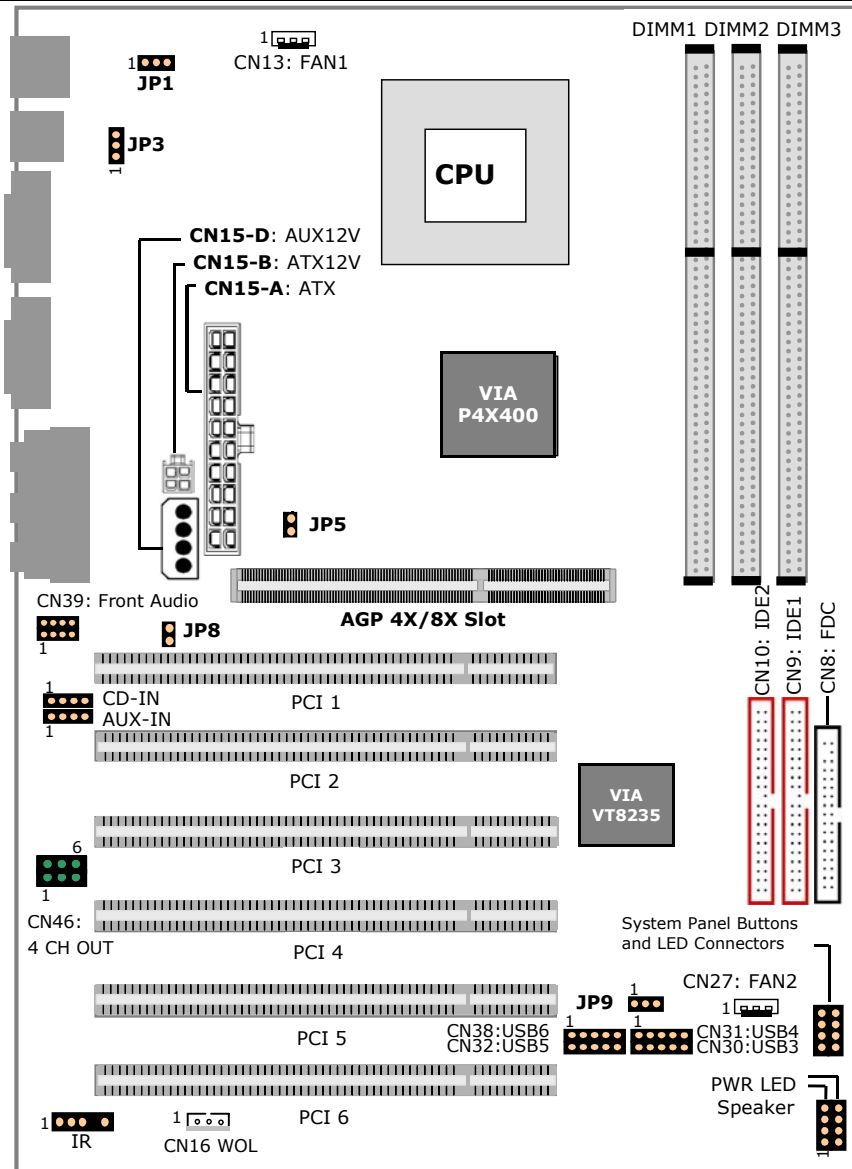 DIMM1 DIMM2 DIMM3
1
CN13: FAN1
1
JP1
JP3
1
CPU
CN15-D: AUX12V
CN15-B: ATX12V
CN15-A: ATX
VIA
P4X400
JP5
AGP 4X/8X Slot
CN39: Front Audio
1
JP8
CN10: IDE2
CN9: IDE1
CN8: FDC
1
CD-IN
AUX-IN
1
PCI 1
PCI 2
VIA
VT8235
PCI 3
6
1
CN46:
4 CH OUT
PCI 4
System Panel Buttons
and LED Connectors
CN27: FAN2
1
JP9
1
PCI 5
CN38:USB6
CN32:USB5
1
1
CN31:USB4
CN30:USB3
PWR LED
Speaker
1
PCI 6
1
IR
1
CN16 WOL